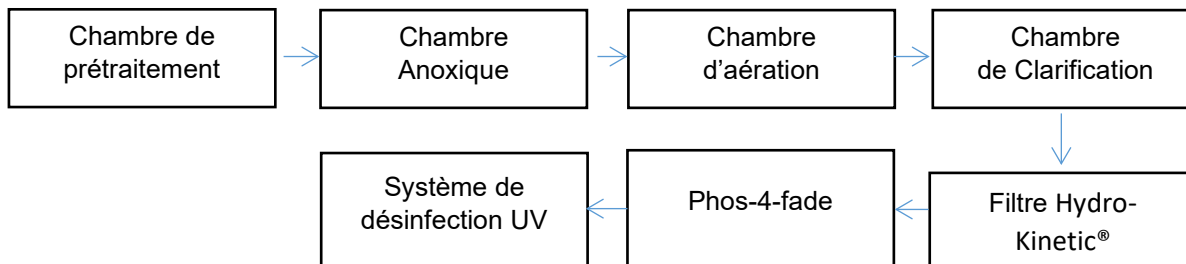 Chambre de
prétraitement
Chambre
Anoxique
Chambre
d'aération
Chambre
de Clarification
Système de
désinfection UV
Phos-4-fade
Filtre Hydro-
Kinetic®